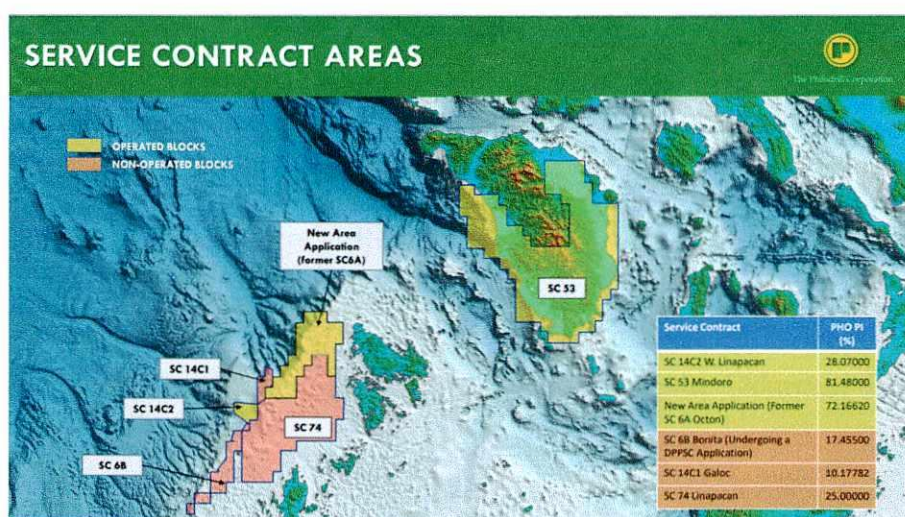 SERVICE CONTRACT AREAS
The Philodrill Corporation
OPERATED BLOCKS
NON-OPERATED BLOCKS
New Area
Application
(former SC6A)
SC 53
SC 14C1
SC 14C2
SC 74
SC 6B
Service Contract PHO PI
(%)
SC 14C2 W. Linapacan 28.07000
SC 53 Mindoro 81.48000
New Area Application (Former 72.16620
SC 6A Octon)
SC 6B Bonita (Undergoing a 17.45500
DPPSC Application)
SC 14C1 Galoc 10.17782
SC 74 Linapacan 25.00000